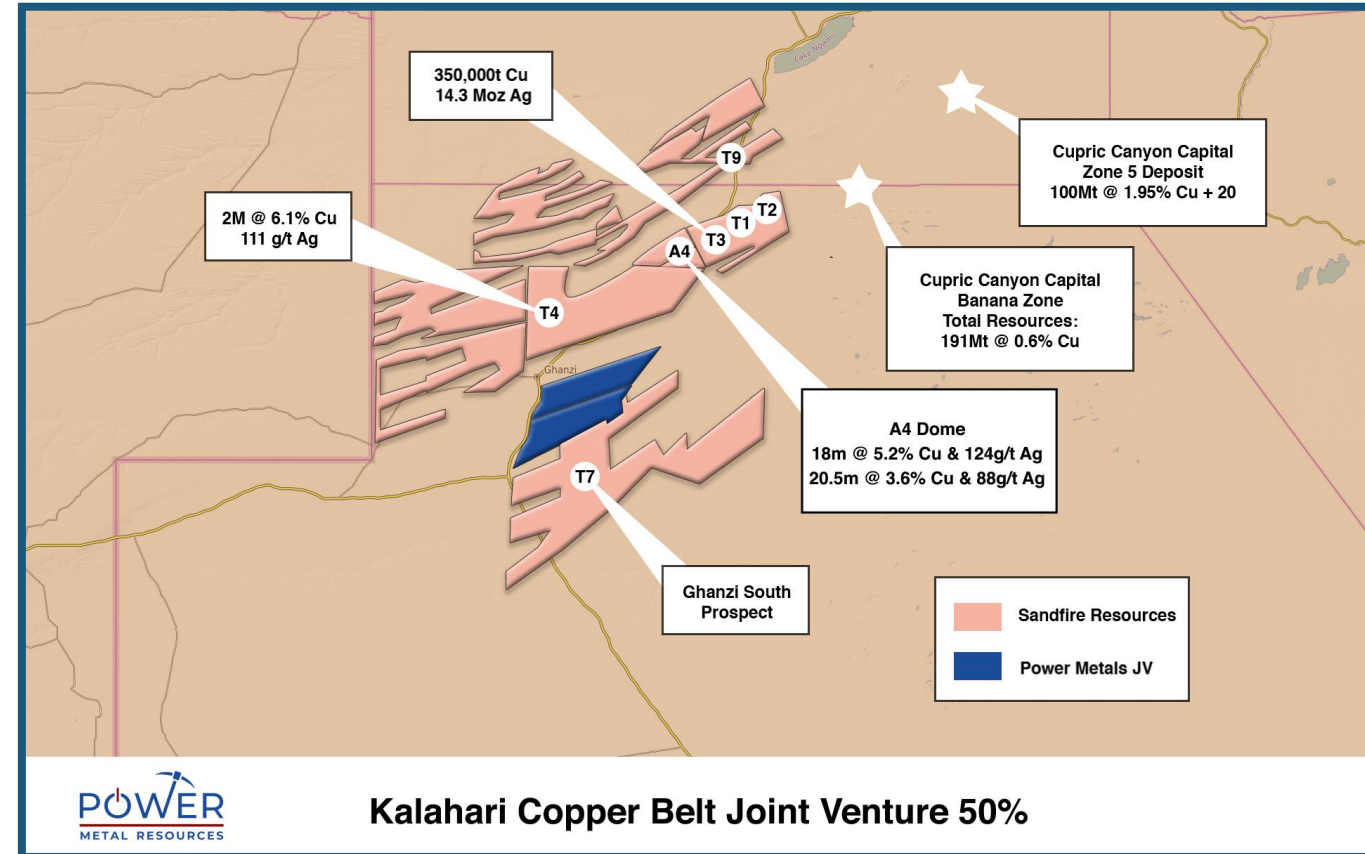 Lake Ngami
350,000t Cu
14.3 Moz Ag
Cupric Canyon Capital
Zone 5 Deposit
100Mt @ 1.95% Cu + 20
T9
2M @ 6.1% Cu
111 g/t Ag
T2
T1
T3
A4
Cupric Canyon Capital
Banana Zone
Total Resources:
191Mt @ 0.6% Cu
T4
Ghanzi
A4 Dome
18m @ 5.2% Cu & 124g/t Ag
20.5m @ 3.6% Cu & 88g/t Ag
T7
Ghanzi South
Prospect
Sandfire Resources
Power Metals JV
POWER
METAL RESOURCES
Kalahari Copper Belt Joint Venture 50%